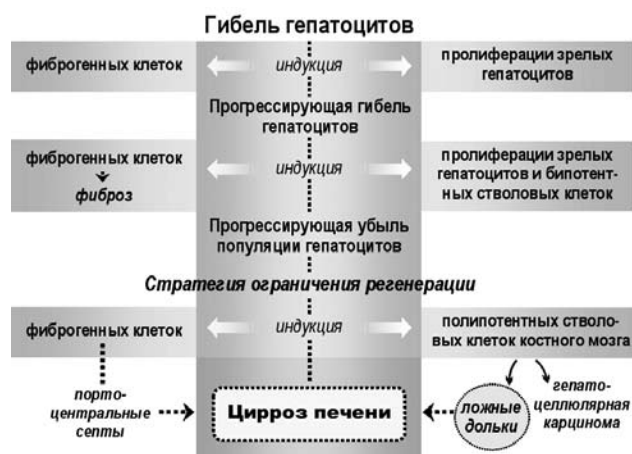 Гибель гепатоцитов
фиброгенных клеток
индукция
пролиферации зрелых
гепатоцитов
Прогрессирующая гибель
гепатоцитов
фиброгенных клеток
фиброз
индукция
пролиферации зрелых
гепатоцитов и бипотент-
ных стволовых клеток
Прогрессирующая убыль
популяции гепатоцитов
Стратегия ограничения регенерации
фиброгенных клеток
индукция
полипотентных стволо-
вых клеток костного мозга
порто-
центральные
септы
Цирроз печени
ложные
дольки
гепато-
целлюлярная
карцинома